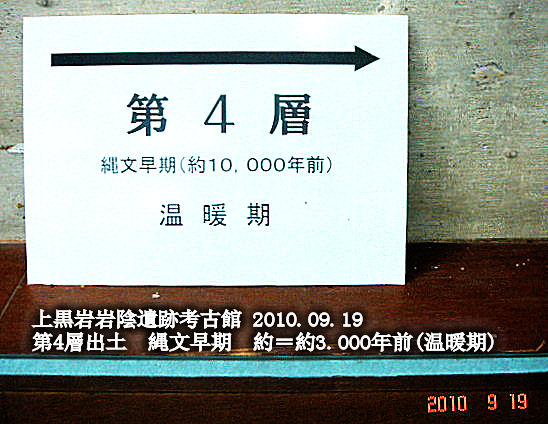 第 4 層
縄文早期(約10,000年前)
温 暖 期
上黒岩岩陰遺跡考古館 2010.09.19
第4層出土 縄文早期 約＝約3.000年前(温暖期)
2010 9 19